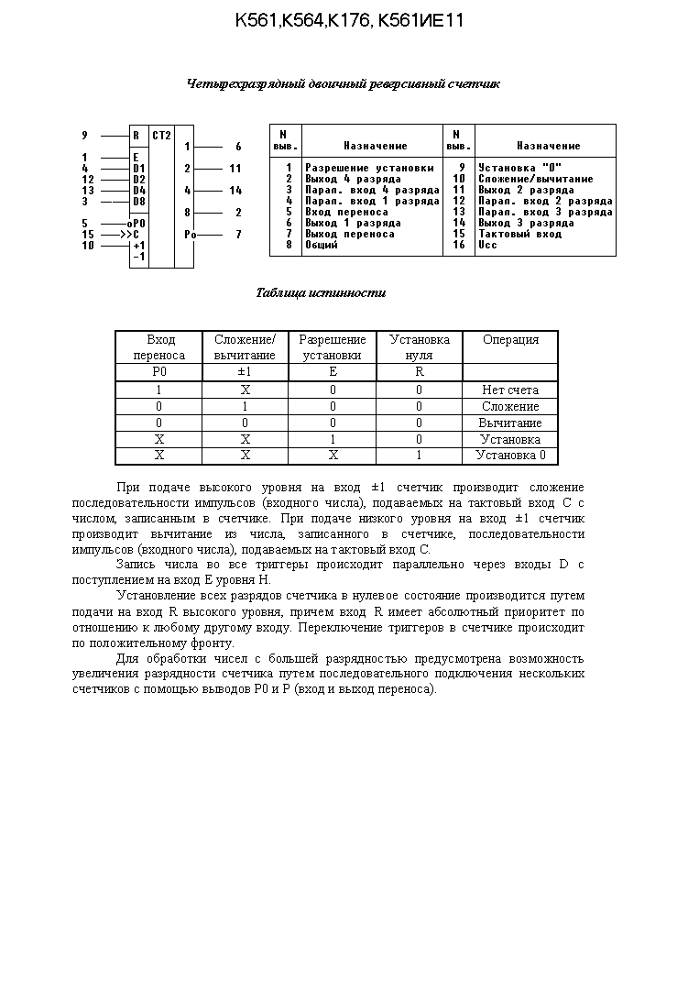 К561,К564,К176, К561ИЕ11
Четырехразрядный двоичный реверсивный счетчик
9 R CT2
1 6
1 E
4 D1 2 11
12 D2
13 D4 4 14
3 D8
8 2
5 P0
15 >>C Po 7
10 +1
-1
N выв. Назначение N выв. Назначение
1 Разрешение установки 9 Установка "0"
2 Выход 4 разряда 10 Сложение/вычитание
3 Парал. вход 4 разряда 11 Выход 2 разряда
4 Парал. вход 1 разряда 12 Парал. вход 2 разряда
5 Вход переноса 13 Парал. вход 3 разряда
6 Выход 1 разряда 14 Выход 3 разряда
7 Выход переноса 15 Тактовый вход
8 Общий 16 Ucc
Таблица истинности
Вход Сложение/ Разрешение Установка Операция
переноса вычитание установки нуля
P0 ±1 E R
1 X 0 0 Нет счета
0 1 0 0 Сложение
0 0 0 0 Вычитание
X X 1 0 Установка
X X X 1 Установка 0
При подаче высокого уровня на вход ±1 счетчик производит сложение
последовательности импульсов (входного числа), подаваемых на тактовый вход С с
числом, записанным в счетчике. При подаче низкого уровня на вход ±1 счетчик
производит вычитание из числа, записанного в счетчике, последовательности
импульсов (входного числа), подаваемых на тактовый вход С.
Запись числа во все триггеры происходит параллельно через входы D с
поступлением на вход Е уровня Н.
Установление всех разрядов счетчика в нулевое состояние производится путем
подачи на вход R высокого уровня, причем вход R имеет абсолютный приоритет по
отношению к любому другому входу. Переключение триггеров в счетчике происходит
по положительному фронту.
Для обработки чисел с большей разрядностью предусмотрена возможность
увеличения разрядности счетчика путем последовательного подключения нескольких
счетчиков с помощью выводов Р0 и Р (вход и выход переноса).